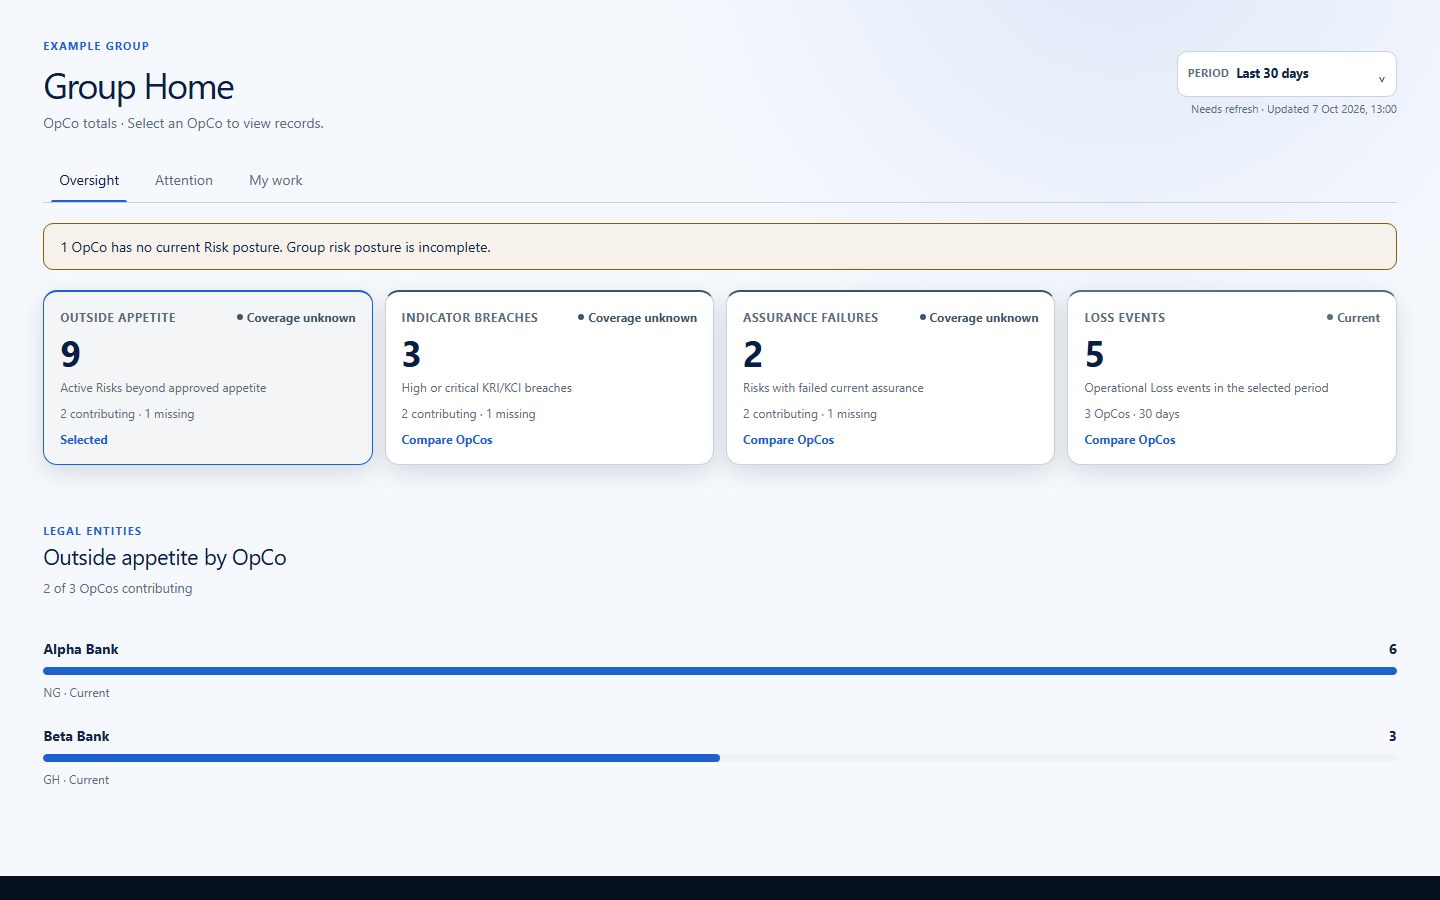 EXAMPLE GROUP
Group Home
OpCo totals · Select an OpCo to view records.
PERIOD Last 30 days v
Needs refresh · Updated 7 Oct 2026, 13:00
Oversight Attention My work
1 OpCo has no current Risk posture. Group risk posture is incomplete.
OUTSIDE APPETITE • Coverage unknown
9
Active Risks beyond approved appetite
2 contributing · 1 missing
Selected
INDICATOR BREACHES • Coverage unknown
3
High or critical KRI/KCI breaches
2 contributing · 1 missing
Compare OpCos
ASSURANCE FAILURES • Coverage unknown
2
Risks with failed current assurance
2 contributing · 1 missing
Compare OpCos
LOSS EVENTS • Current
5
Operational Loss events in the selected period
3 OpCos · 30 days
Compare OpCos
LEGAL ENTITIES
Outside appetite by OpCo
2 of 3 OpCos contributing
Alpha Bank 6
NG · Current
Beta Bank 3
GH · Current